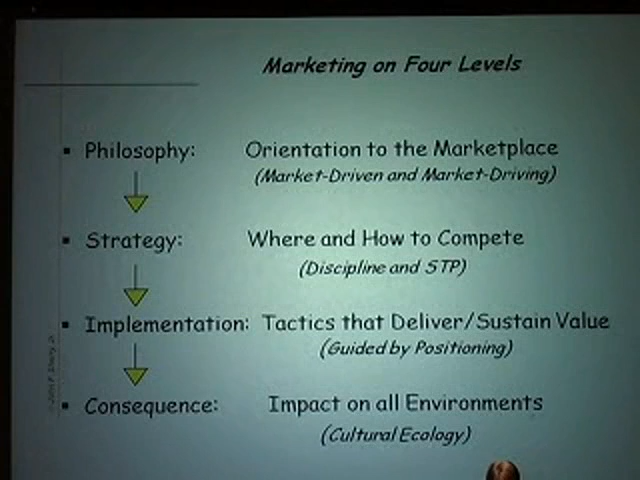 Marketing on Four Levels
▪ Philosophy: Orientation to the Marketplace
(Market-Driven and Market-Driving)
▪ Strategy: Where and How to Compete
(Discipline and STP)
▪ Implementation: Tactics that Deliver/Sustain Value
(Guided by Positioning)
▪ Consequence: Impact on all Environments
(Cultural Ecology)